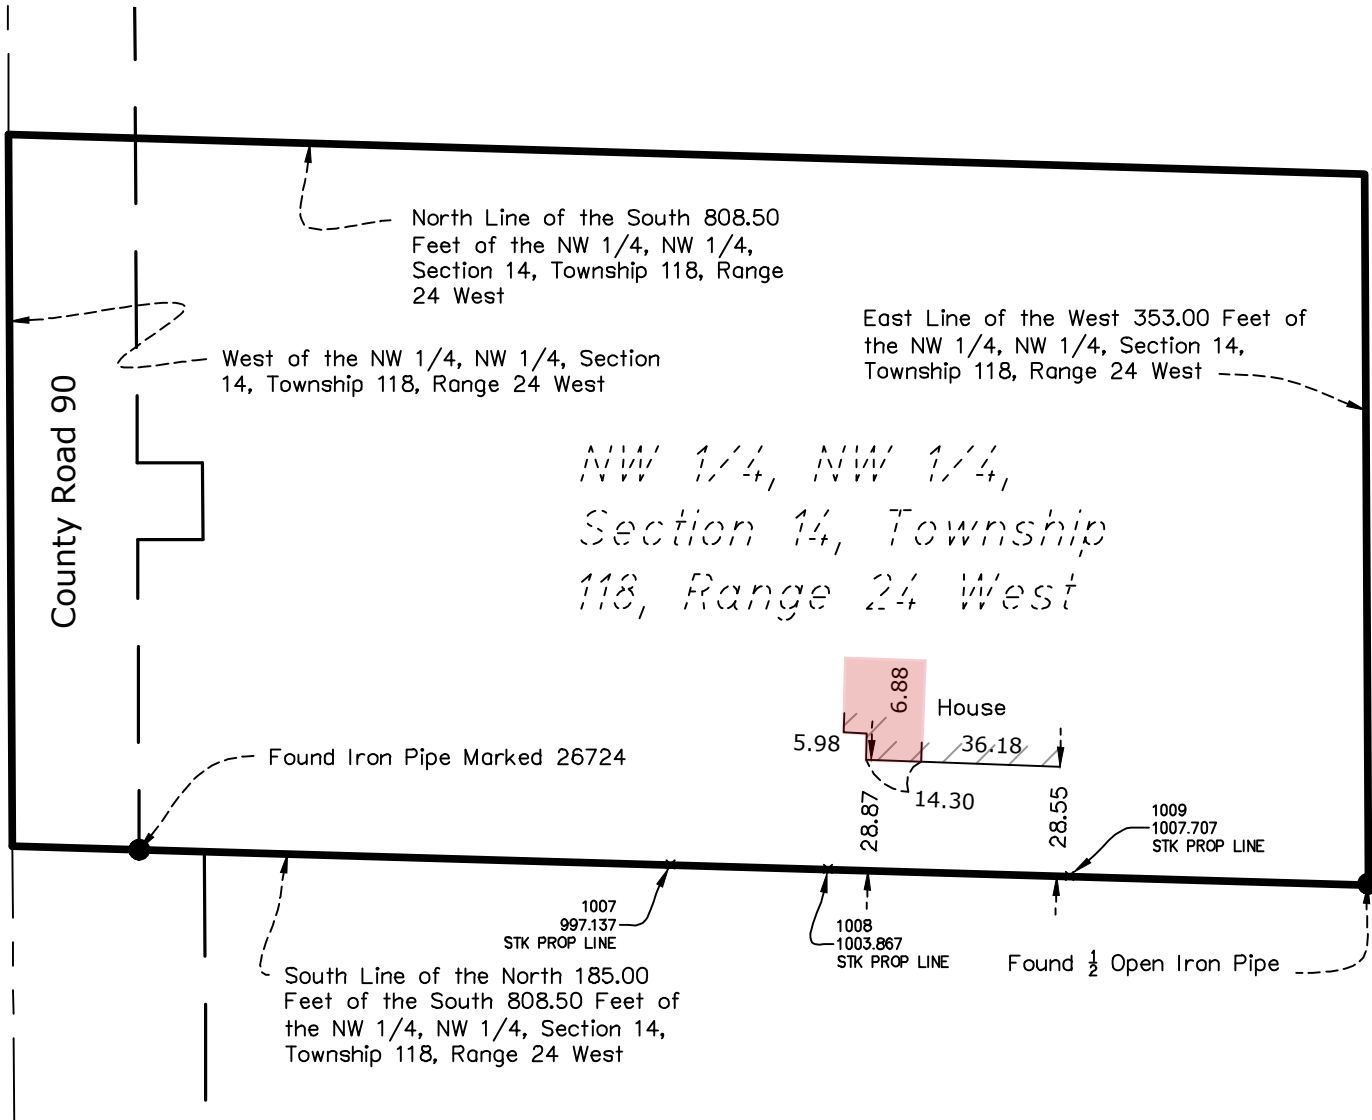 North Line of the South 808.50
Feet of the NW 1/4, NW 1/4,
Section 14, Township 118, Range
24 West
East Line of the West 353.00 Feet of
the NW 1/4, NW 1/4, Section 14,
Township 118, Range 24 West
West of the NW 1/4, NW 1/4, Section
14, Township 118, Range 24 West
County Road 90
NW 1/4, NW 1/4,
Section 14, Township
118, Range 24 West
6.88
House
5.98
36.18
14.30
28.87
28.55
Found Iron Pipe Marked 26724
1009
1007.707
STK PROP LINE
1007
997.137
STK PROP LINE
1008
1003.867
STK PROP LINE
Found 1/2 Open Iron Pipe
South Line of the North 185.00
Feet of the South 808.50 Feet of
the NW 1/4, NW 1/4, Section 14,
Township 118, Range 24 West